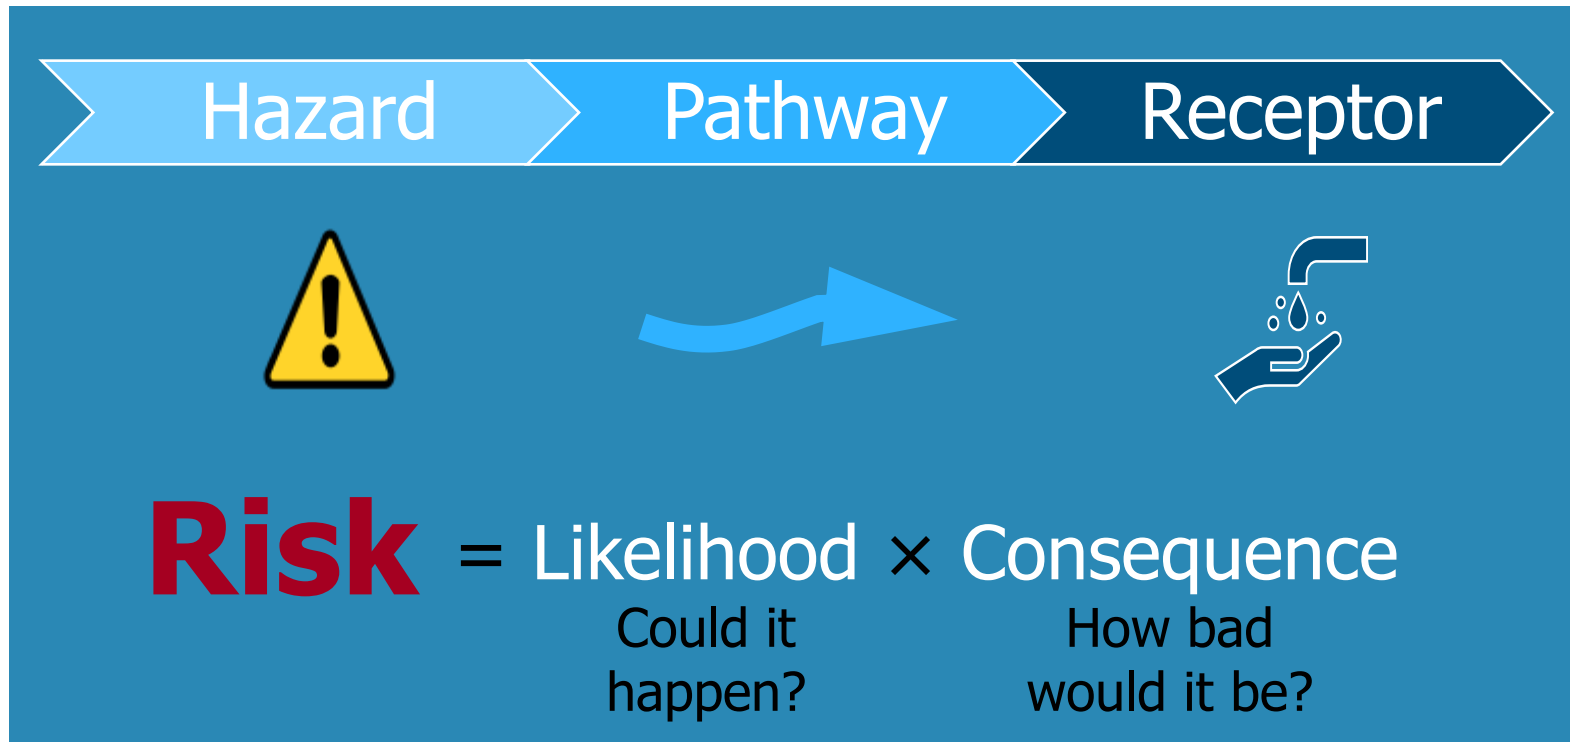 Hazard Pathway Receptor
Risk = Likelihood × Consequence
Could it How bad
happen? would it be?